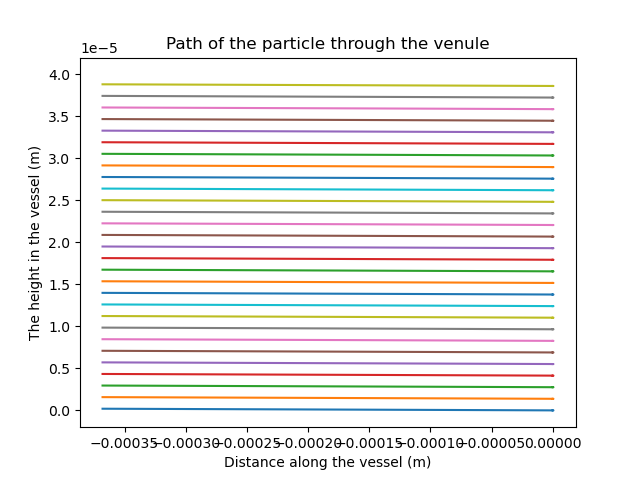 Path of the particle through the venule
1e−5
4.0
3.5
3.0
2.5
2.0
1.5
1.0
0.5
0.0
The height in the vessel (m)
−0.00035 −0.00030 −0.00025 −0.00020 −0.00015 −0.00010 −0.00005 0.00000
Distance along the vessel (m)